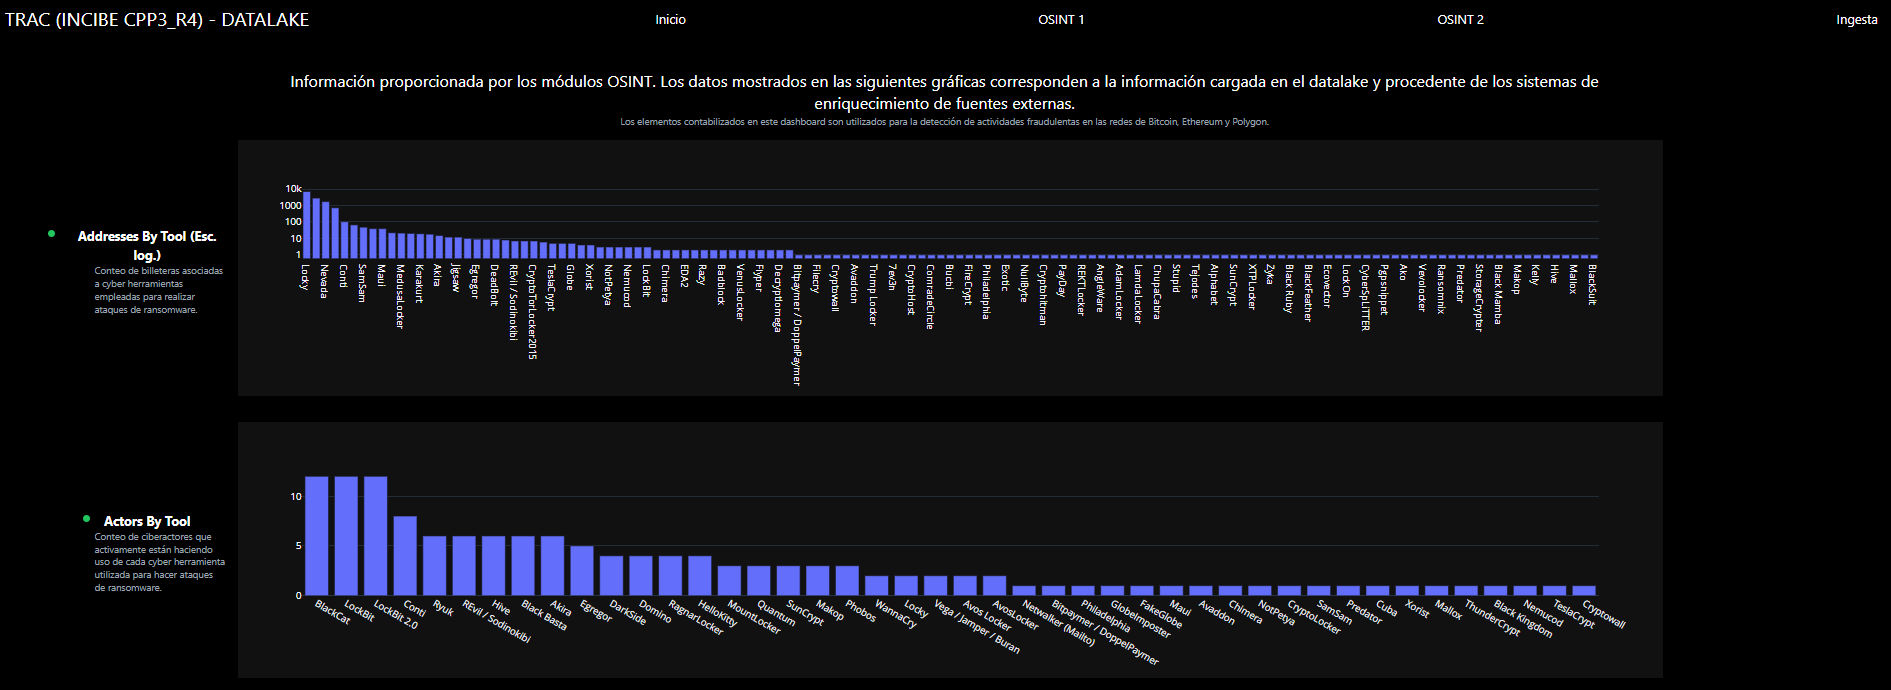 TRAC (INCIBE CPP3_R4) - DATALAKE
Inicio
OSINT 1
OSINT 2
Ingesta
Información proporcionada por los módulos OSINT. Los datos mostrados en las siguientes gráficas corresponden a la información cargada en el datalake y procedente de los sistemas de
enriquecimiento de fuentes externas.
Los elementos contabilizados en este dashboard son utilizados para la detección de actividades fraudulentas en las redes de Bitcoin, Ethereum y Polygon.
Addresses By Tool (Esc.
log.)
Conteo de billeteras asociadas
a cyber herramientas
empleadas para realizar
ataques de ransomware.
10k
1000
100
10
1
Locky
Nevada
Conti
SamSam
Maui
MedusaLocker
Karakurt
Akira
Jigsaw
Egregor
DeadBolt
REvil / Sodinokibi
CryptoTorLocker2015
TeslaCrypt
Globe
Xorist
NotPetya
Nemucod
LockBit
Chimera
EDA2
Razy
Badblock
VenusLocker
Flyper
Decryptiomega
Bitpaymer / DoppelPaymer
Filecry
Cryptowall
Avaddon
Trump Locker
7ev3n
CryptoHost
ComradeCircle
Bucbi
FireCrypt
Philadelphia
Exotic
NullByte
Cryptohitman
PayDay
REKTLocker
AngleWare
AdamLocker
LamdaLocker
ChupaCabra
Stupid
Tejodes
Alphabet
SunCrypt
XTPLocker
Zyka
Black Ruby
BlackFeather
Ecovector
LockOn
CyberSpLiTTER
Pgpsnippet
Ako
Vevolocker
Ransomnix
Predator
StorageCrypter
Black Mamba
Makop
Kelly
Hive
Mailox
BlackSuit
Actors By Tool
Conteo de ciberactores que
activamente están haciendo
uso de cada cyber herramienta
utilizada para hacer ataques
de ransomware.
10
5
0
BlackCat
LockBit
LockBit 2.0
Conti
Ryuk
REvil / Sodinokibi
Hive
Black Basta
Akira
Egregor
DarkSide
Domino
RagnarLocker
HelloKitty
MountLocker
Quantum
SunCrypt
Makop
Phobos
WannaCry
Locky
Vega / Jamper / Buran
Avos Locker
AvosLocker
Netwalker (Mailto)
Bitpaymer / DoppelPaymer
Philadelphia
GlobeImposter
FakeGlobe
Maui
Avaddon
Chimera
NotPetya
CryptoLocker
SamSam
Predator
Cuba
Xorist
Mallox
ThunderCrypt
Black Kingdom
Nemucod
TeslaCrypt
Cryptowall